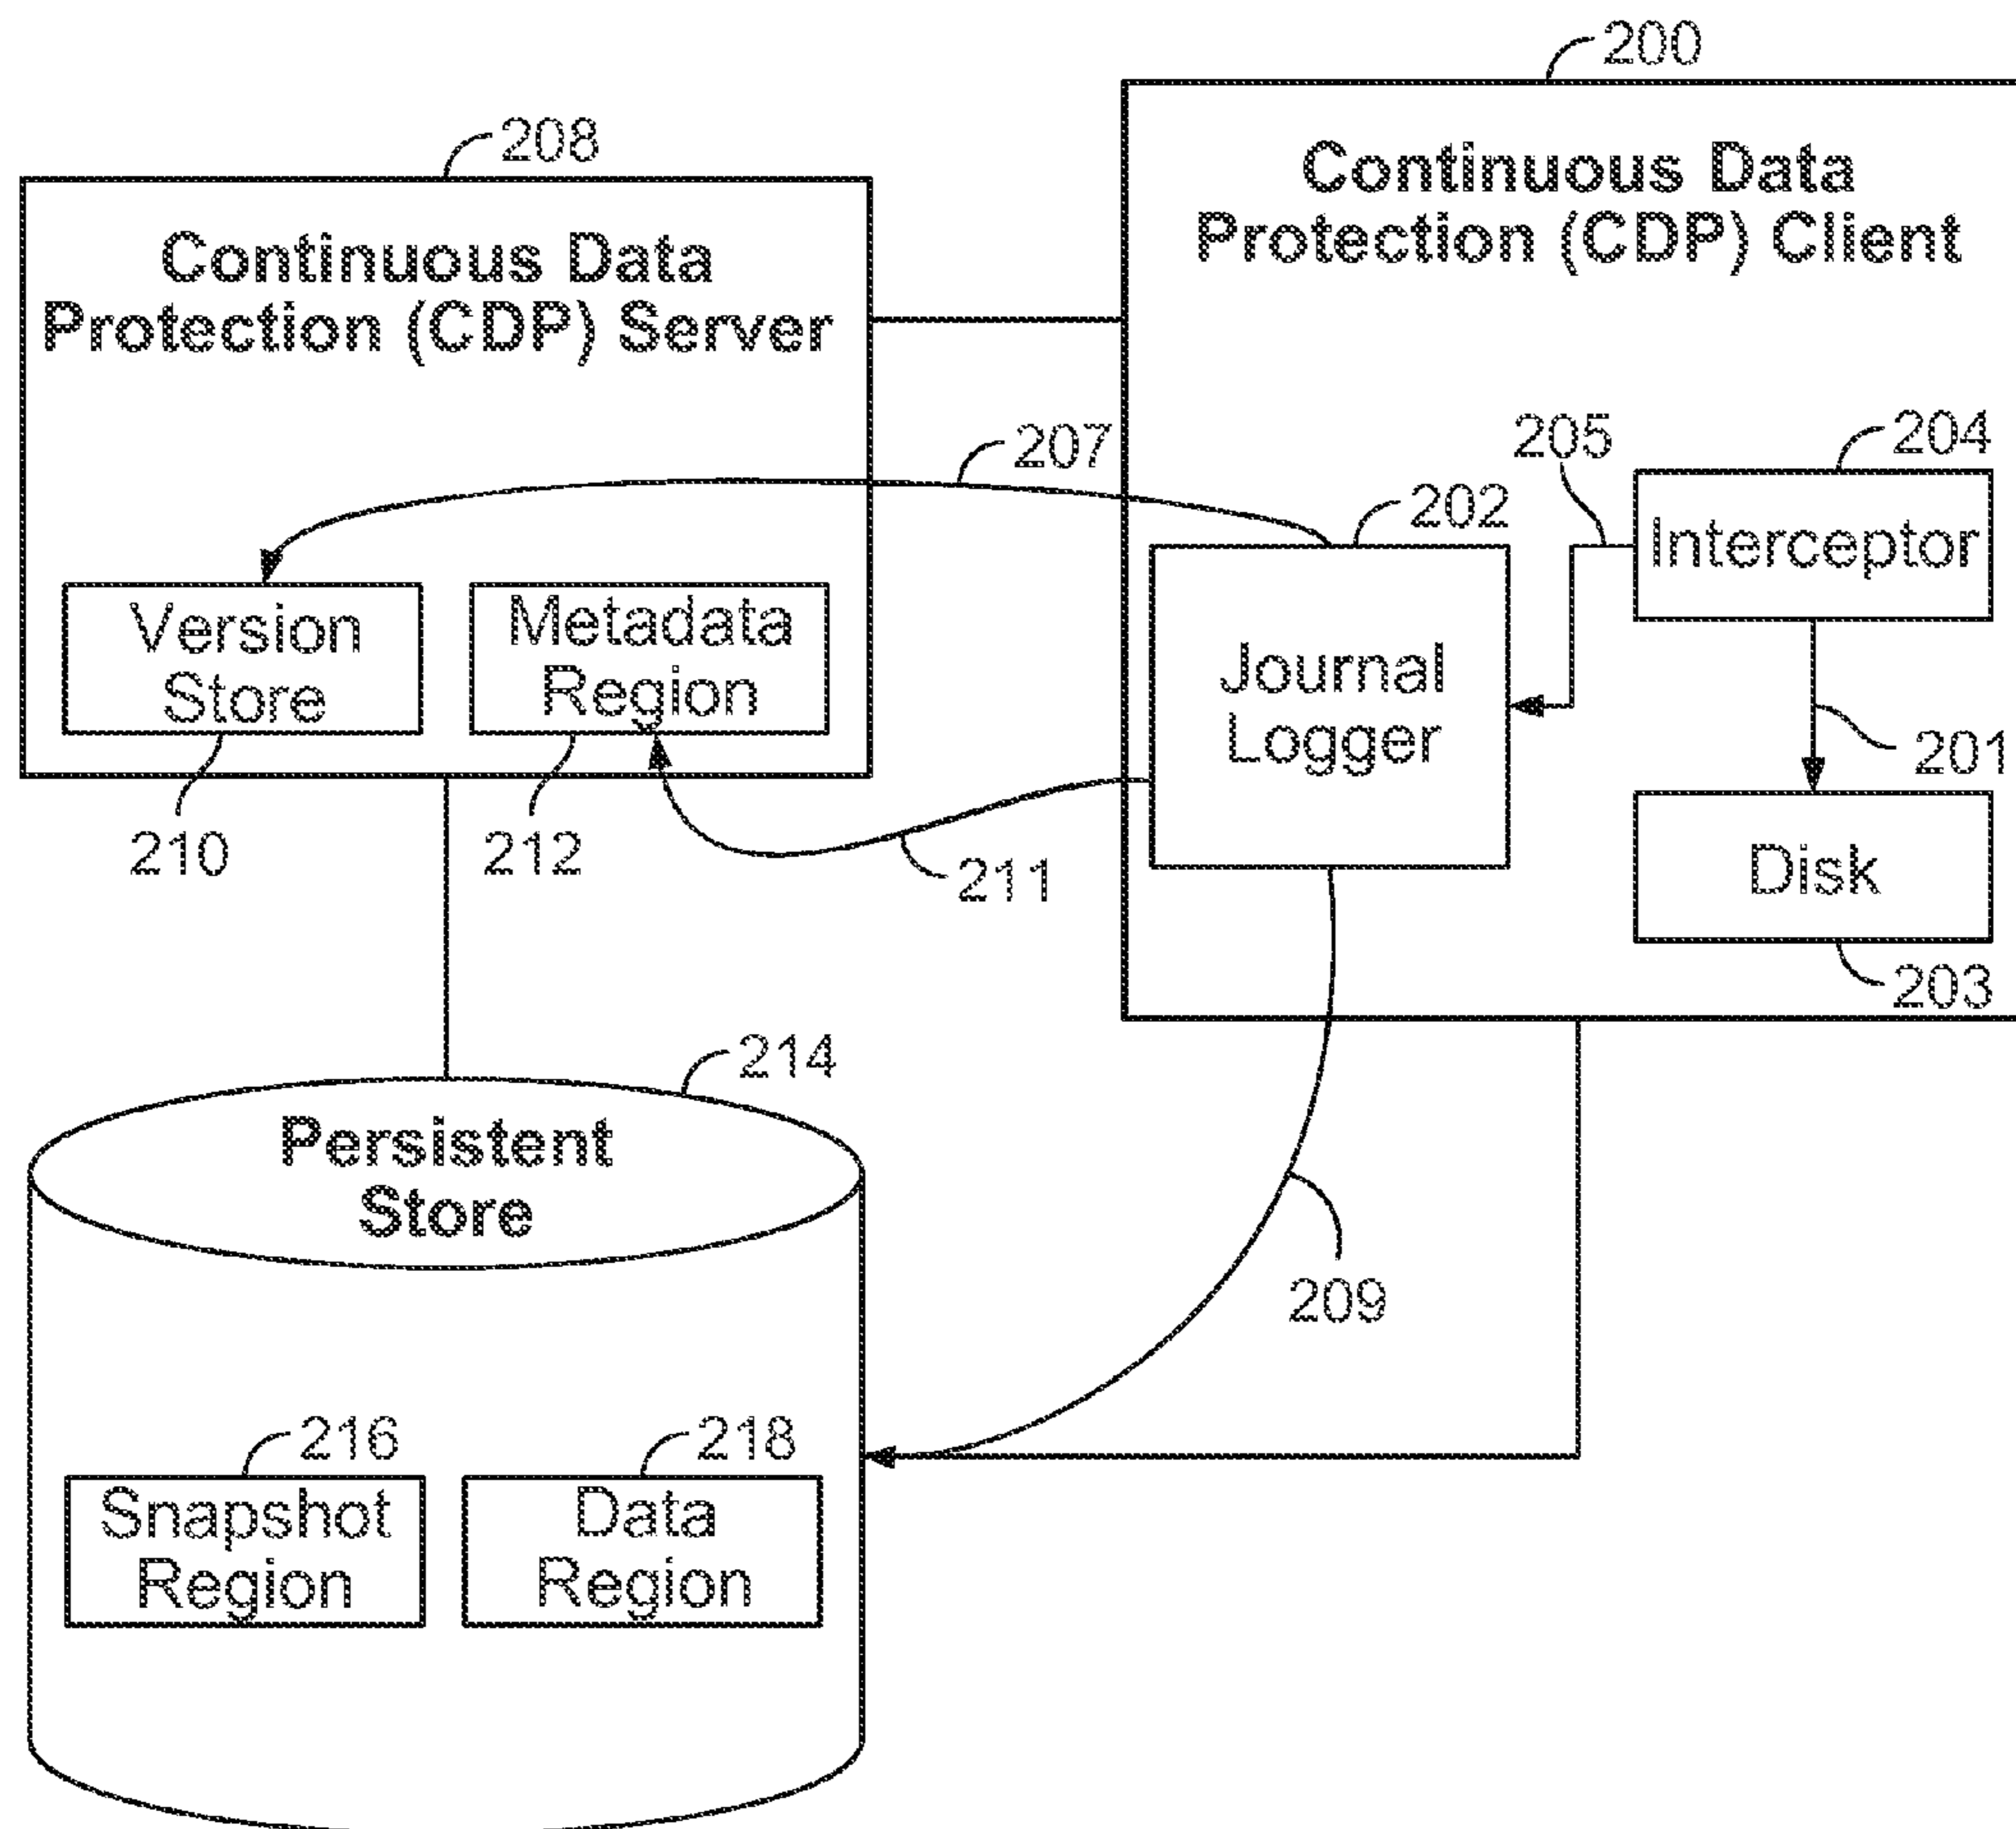 200
208
Continuous Data
Protection (CDP) Client
Continuous Data
Protection (CDP) Server
207
205
204
202
Interceptor
Version
Store
Metadata
Region
Journal
Logger
201
210
212
211
Disk
203
214
Persistent
Store
209
216
218
Snapshot
Region
Data
Region